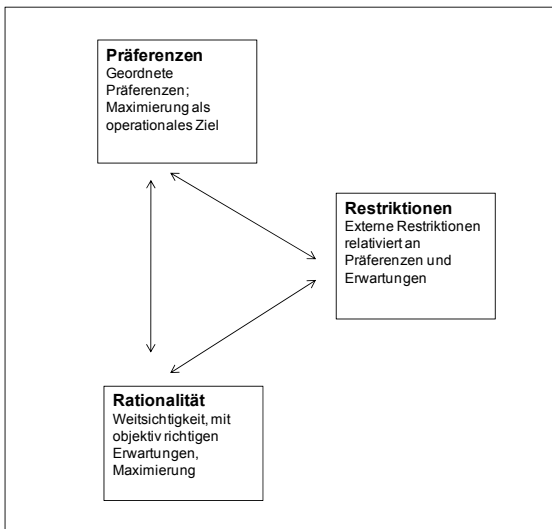 Präferenzen
Geordnete
Präferenzen;
Maximierung als
operationales Ziel
Restriktionen
Externe Restriktionen
relativiert an
Präferenzen und
Erwartungen
Rationalität
Weitsichtigkeit, mit
objektiv richtigen
Erwartungen,
Maximierung